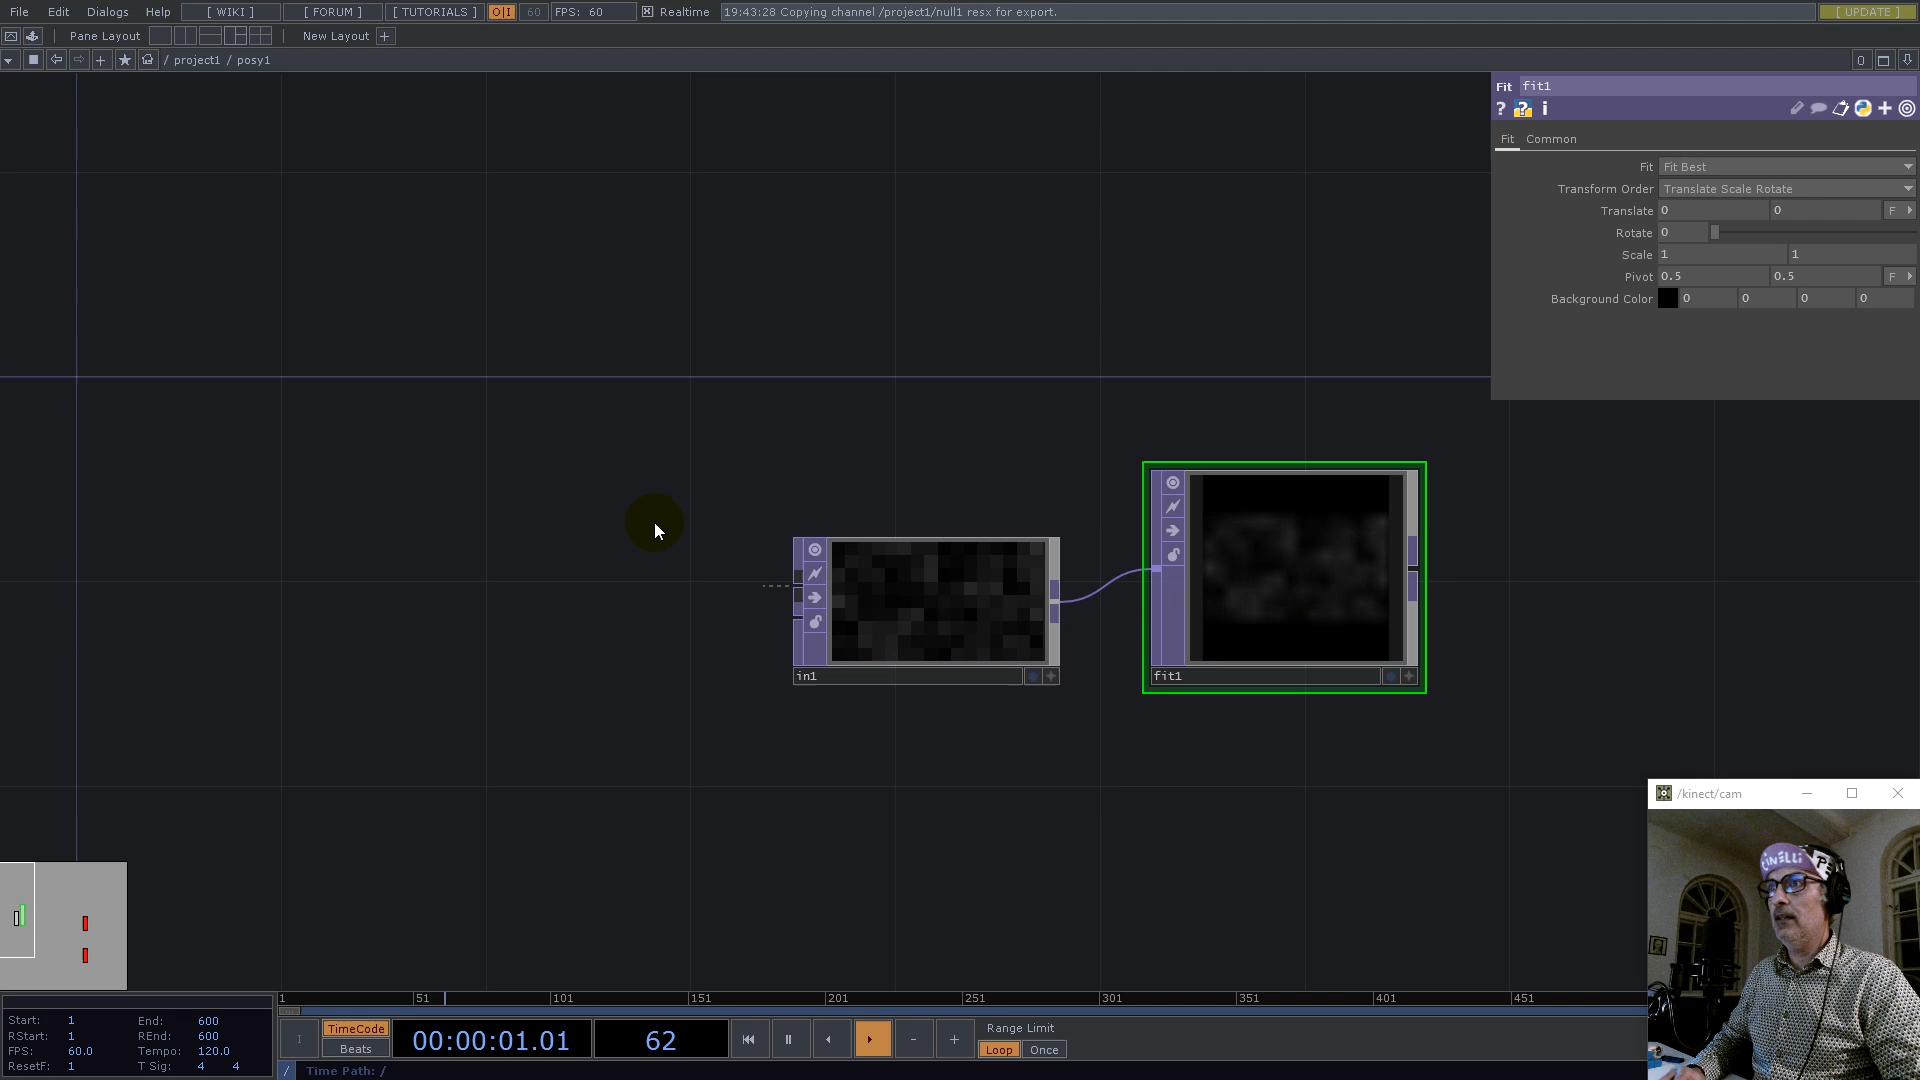 File Edit Dialogs Help [ WIKI ] [ FORUM ] [ TUTORIALS ] O|I 60 FPS: 60 Realtime 19:43:28 Copying channel /project1/null1 resx for export. [ UPDATE ]
Pane Layout New Layout +
/ project1 / posy1 0
Fit fit1
? ? i
Fit Common
Fit Fit Best
Transform Order Translate Scale Rotate
Translate 0 0 F
Rotate 0
Scale 1 1
Pivot 0.5 0.5 F
Background Color 0 0 0 0
in1
fit1
/kinect/cam
CINELLI
1 51 101 151 201 251 301 351 401 451
Start: 1 End: 600
RStart: 1 REnd: 600
FPS: 60.0 Tempo: 120.0
ResetF: 1 T Sig: 4 4
I TimeCode
Beats
00:00:01.01
62
- +
Range Limit
Loop Once
/ Time Path: /